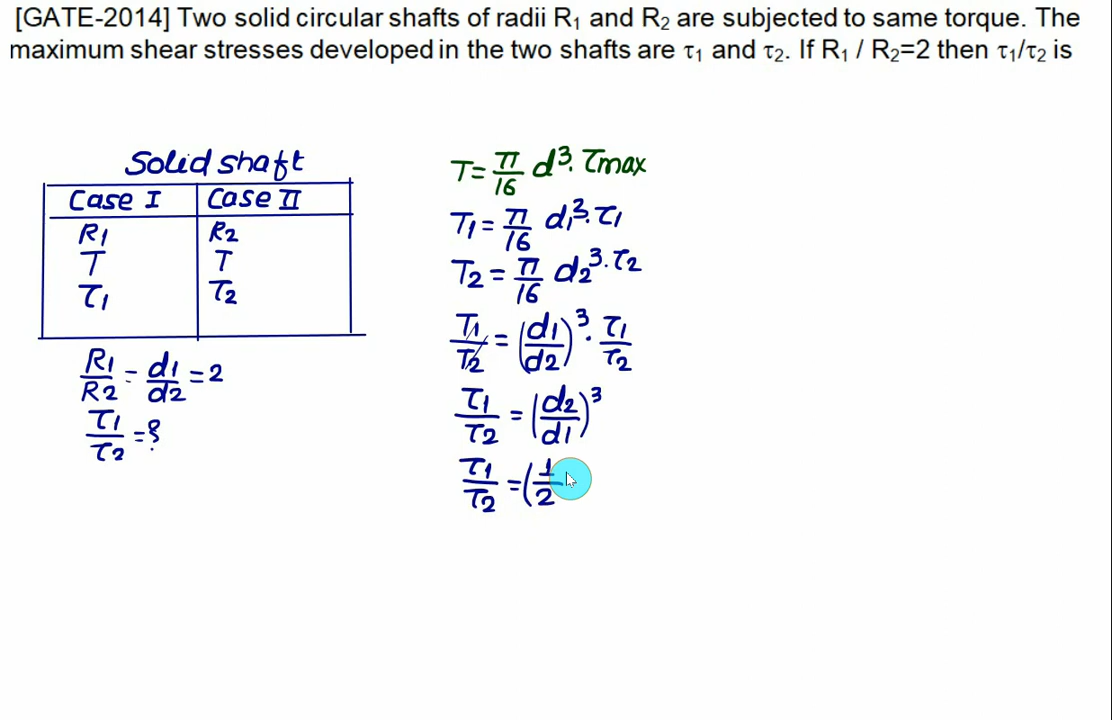 [GATE-2014] Two solid circular shafts of radii R₁ and R₂ are subjected to same torque. The
maximum shear stresses developed in the two shafts are τ₁ and τ₂. If R₁ / R₂=2 then τ₁/τ₂ is
Solid shaft
Case I Case II
R1 R2
T T
τ1 τ2
R1/R2 = d1/d2 = 2
τ1/τ2 = ?
T = π/16 d³. τmax
T1 = π/16 d1³. τ1
T2 = π/16 d2³. τ2
T1/T2 = (d1/d2)³. τ1/τ2
τ1/τ2 = (d2/d1)³
τ1/τ2 = (1/2